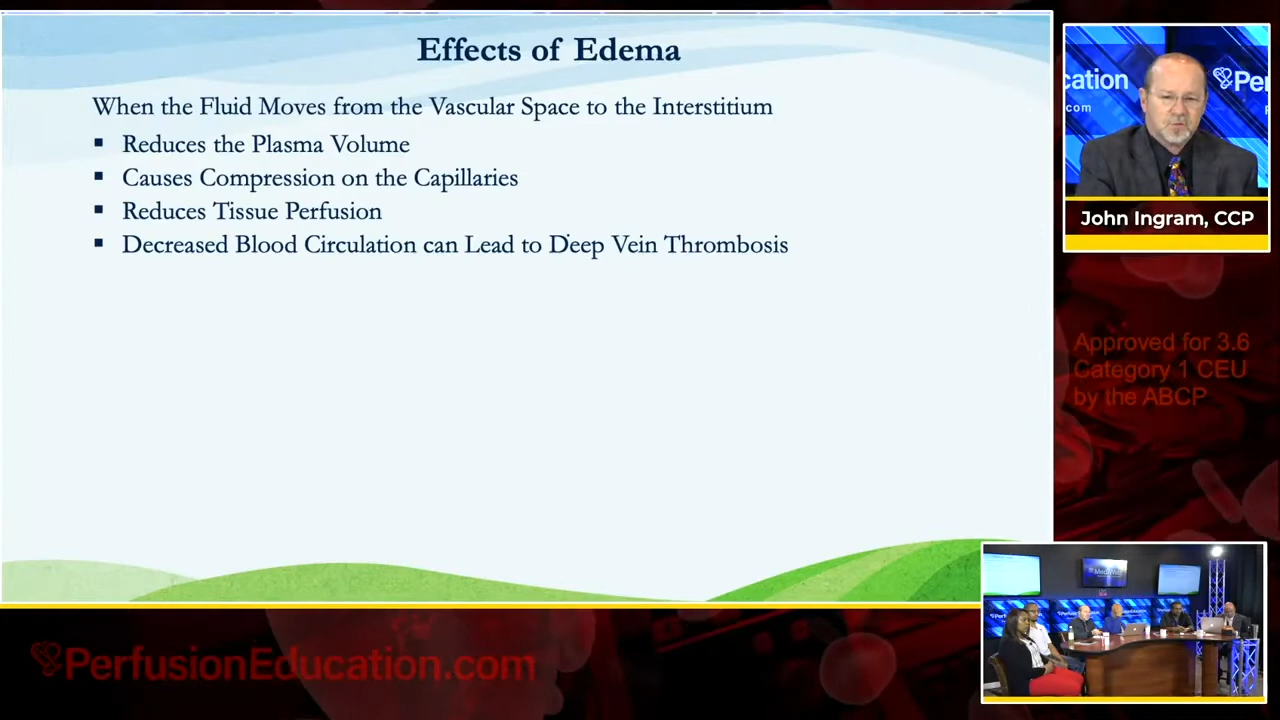 Effects of Edema
When the Fluid Moves from the Vascular Space to the Interstitium
▪ Reduces the Plasma Volume
▪ Causes Compression on the Capillaries
▪ Reduces Tissue Perfusion
▪ Decreased Blood Circulation can Lead to Deep Vein Thrombosis
cation
.com
Pe
John Ingram, CCP
Approved for 3.6
Category 1 CEU
by the ABCP
PerfusionEducation.com